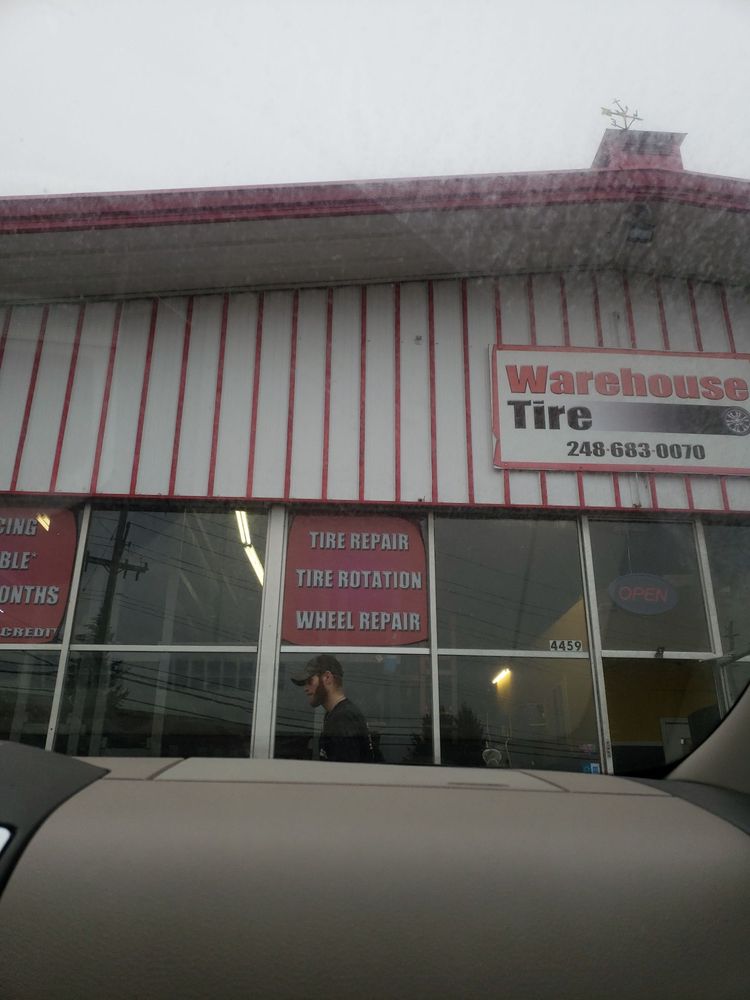 Warehouse
Tire
248-683-0070
CING
BLE*
ONTHS
CREDIT
TIRE REPAIR
TIRE ROTATION
WHEEL REPAIR
OPEN
4459